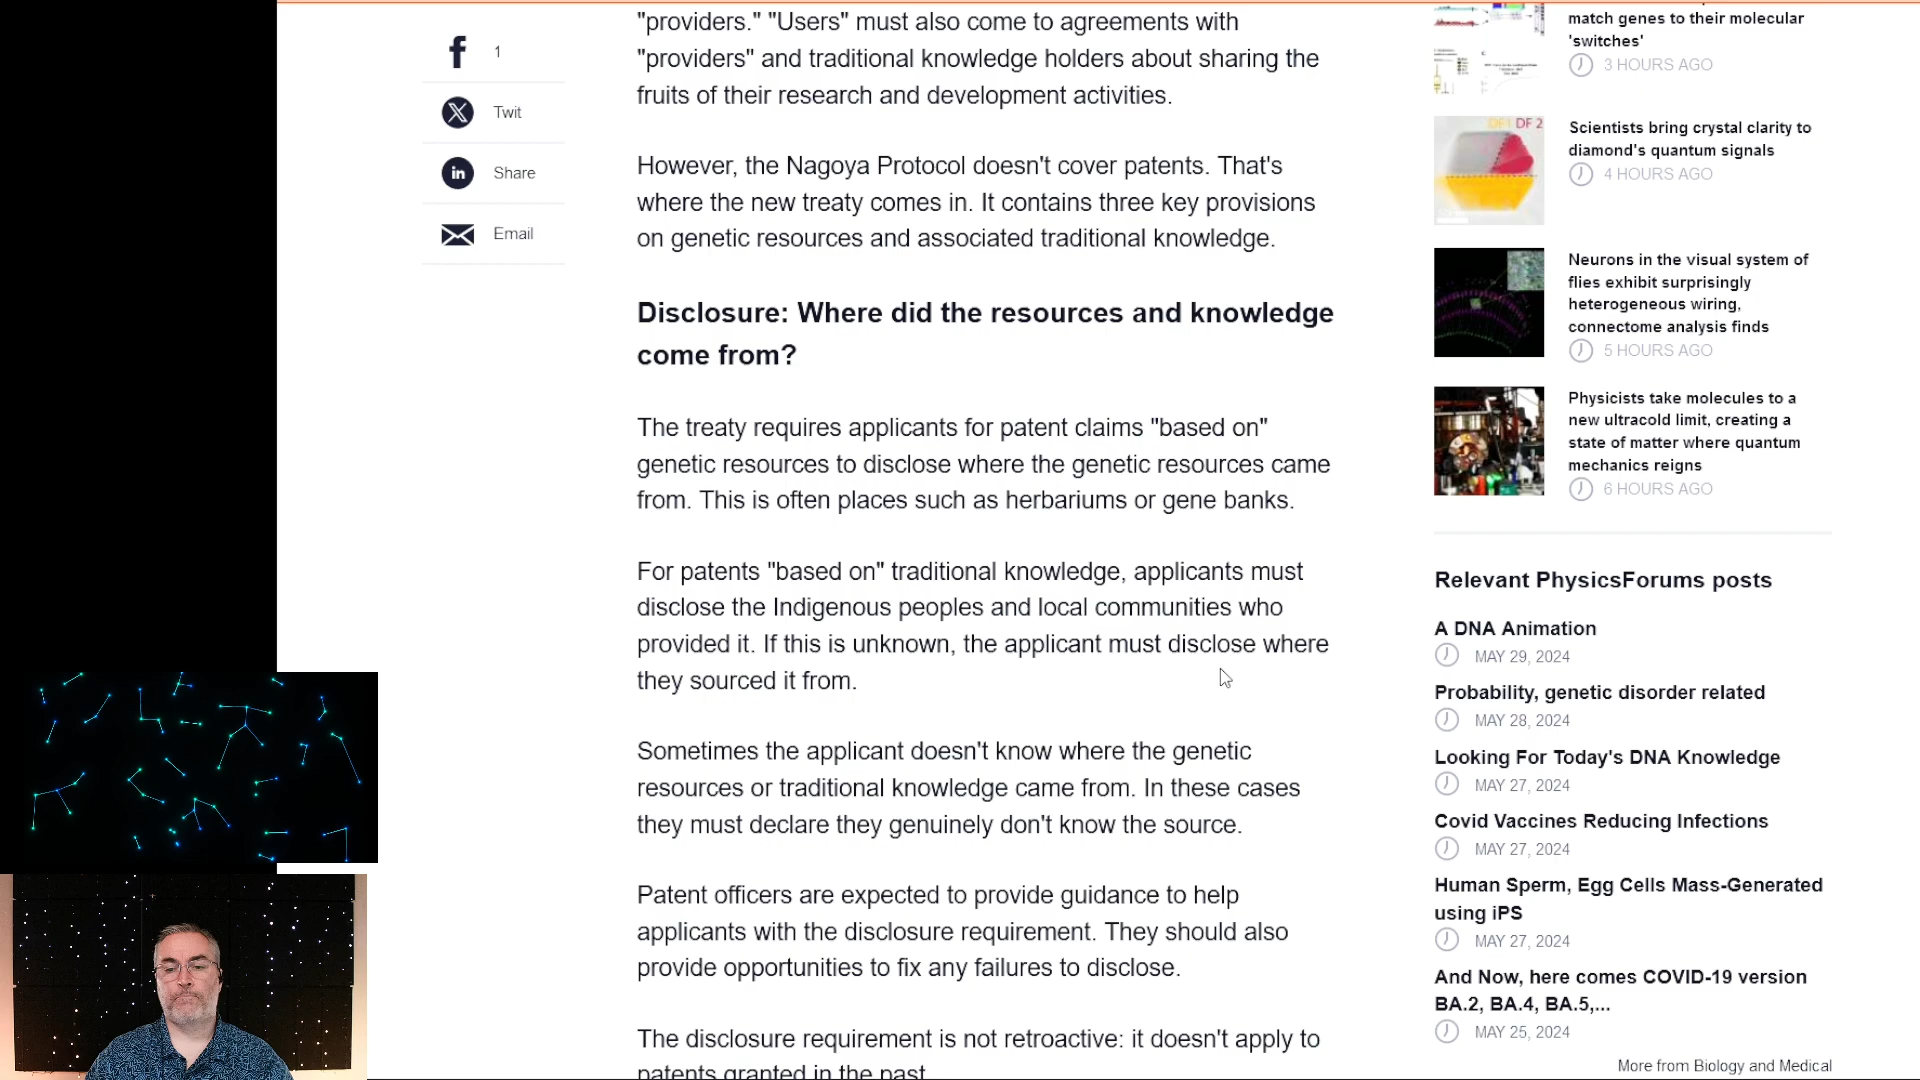 "providers." "Users" must also come to agreements with
"providers" and traditional knowledge holders about sharing the
fruits of their research and development activities.
However, the Nagoya Protocol doesn't cover patents. That's
where the new treaty comes in. It contains three key provisions
on genetic resources and associated traditional knowledge.
Disclosure: Where did the resources and knowledge
come from?
The treaty requires applicants for patent claims "based on"
genetic resources to disclose where the genetic resources came
from. This is often places such as herbariums or gene banks.
For patents "based on" traditional knowledge, applicants must
disclose the Indigenous peoples and local communities who
provided it. If this is unknown, the applicant must disclose where
they sourced it from.
Sometimes the applicant doesn't know where the genetic
resources or traditional knowledge came from. In these cases
they must declare they genuinely don't know the source.
Patent officers are expected to provide guidance to help
applicants with the disclosure requirement. They should also
provide opportunities to fix any failures to disclose.
The disclosure requirement is not retroactive: it doesn't apply to
patents granted in the past
1
Twit
Share
Email
match genes to their molecular
'switches'
3 HOURS AGO
DF 2
Scientists bring crystal clarity to
diamond's quantum signals
4 HOURS AGO
Neurons in the visual system of
flies exhibit surprisingly
heterogeneous wiring,
connectome analysis finds
5 HOURS AGO
Physicists take molecules to a
new ultracold limit, creating a
state of matter where quantum
mechanics reigns
6 HOURS AGO
Relevant PhysicsForums posts
A DNA Animation
MAY 29, 2024
Probability, genetic disorder related
MAY 28, 2024
Looking For Today's DNA Knowledge
MAY 27, 2024
Covid Vaccines Reducing Infections
MAY 27, 2024
Human Sperm, Egg Cells Mass-Generated
using iPS
MAY 27, 2024
And Now, here comes COVID-19 version
BA.2, BA.4, BA.5,...
MAY 25, 2024
More from Biology and Medical